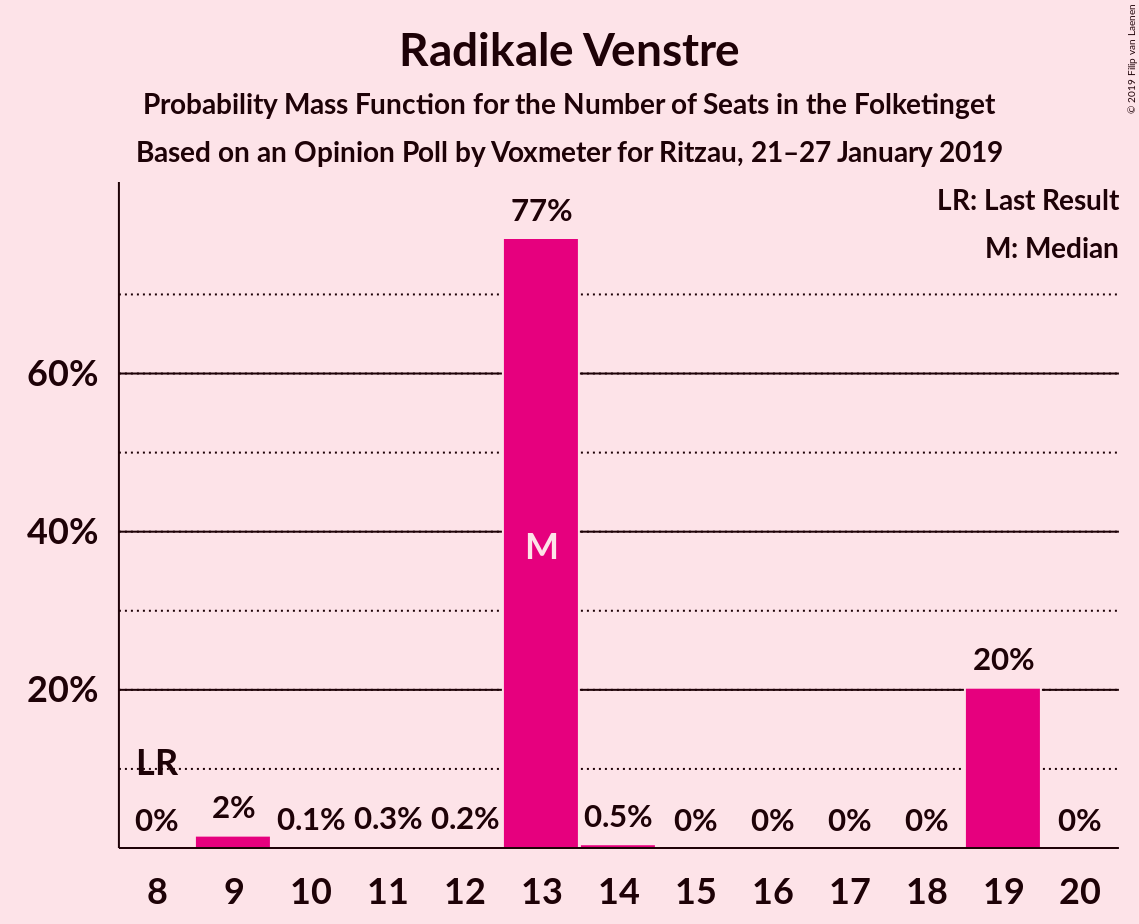 Radikale Venstre
Probability Mass Function for the Number of Seats in the Folketinget
Based on an Opinion Poll by Voxmeter for Ritzau, 21–27 January 2019
© 2019 Filip van Laenen
LR: Last Result
M: Median
77%
60%
40%
20%
M
20%
LR
0% 2% 0.1% 0.3% 0.2% 0.5% 0% 0% 0% 0% 0%
8 9 10 11 12 13 14 15 16 17 18 19 20